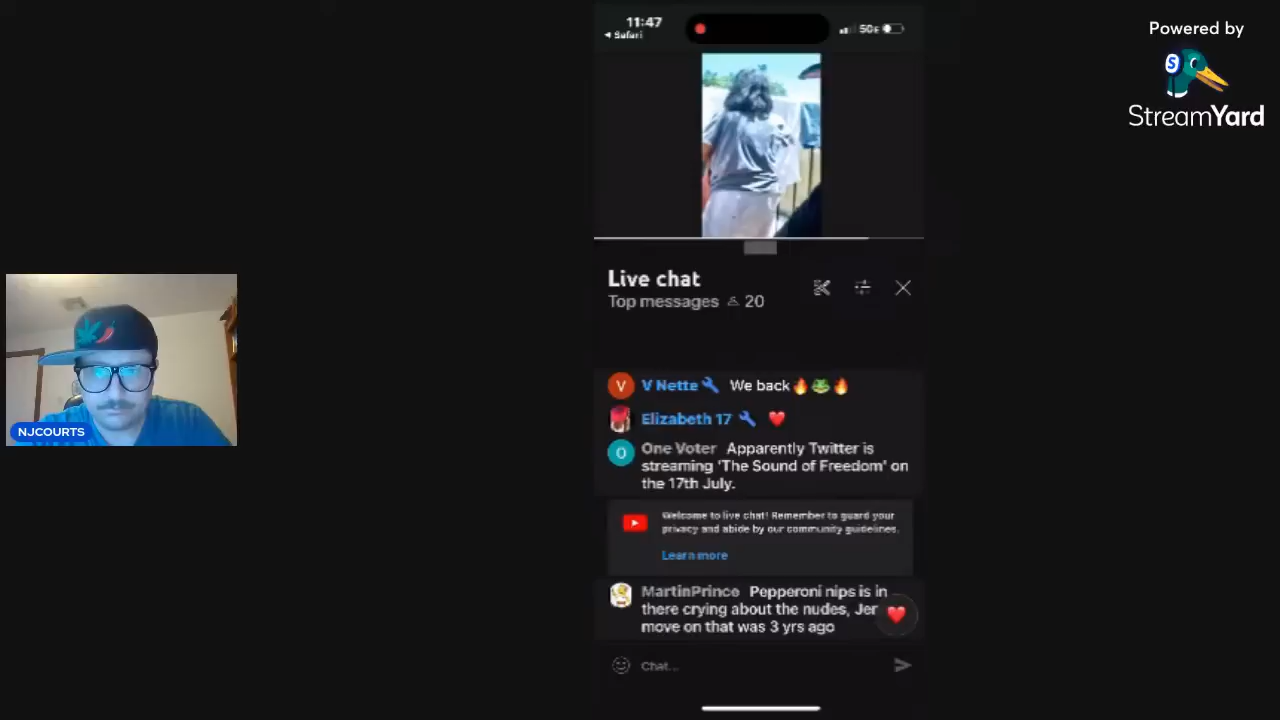 Powered by
S
StreamYard
NJCOURTS
11:47
Safari
Live chat
Top messages 20
V V Nette We back
Elizabeth 17
O One Voter Apparently Twitter is
streaming 'The Sound of Freedom' on
the 17th July.
Welcome to live chat! Remember to guard your
privacy and abide by our community guidelines.
Learn more
MartinPrince Pepperoni nips is in
there crying about the nudes, Jer
move on that was 3 yrs ago
Chat...